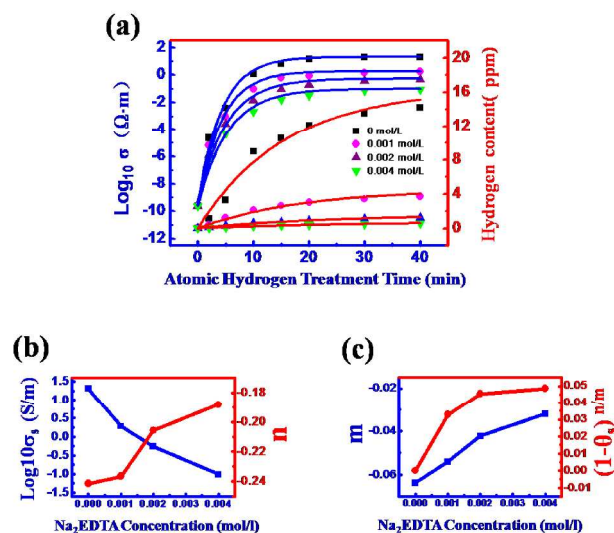 (a)
Log10 σ (Ω·m)
2
0
-2
-4
-6
-8
-10
-12
0 mol/L
0.001 mol/L
0.002 mol/L
0.004 mol/L
20
16
12
8
4
0
Hydrogen content( ppm)
0 10 20 30 40
Atomic Hydrogen Treatment Time (min)
(b)
Log10σs (S/m)
1.5
1.0
0.5
0.0
-0.5
-1.0
-1.5
-0.18
-0.20
-0.22
-0.24
n
0.000 0.001 0.002 0.003 0.004
Na2EDTA Concentration (mol/l)
(c)
m
-0.02
-0.04
-0.06
0.05
0.04
0.03
0.02
0.01
0.00
-0.01
(1-θs)n/m
0.000 0.001 0.002 0.003 0.004
Na2EDTA Concentration (mol/l)